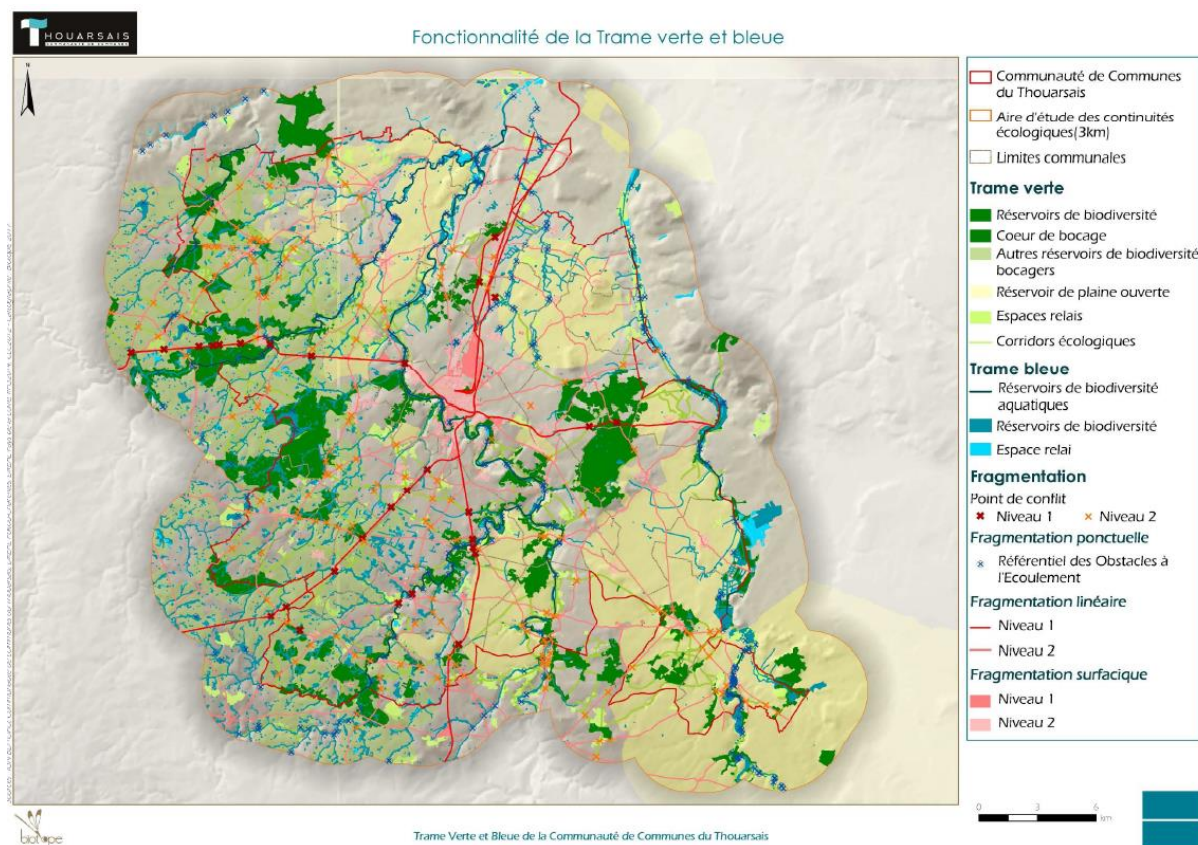 THOUARSAIS
COMMUNAUTÉ DE COMMUNES
Fonctionnalité de la Trame verte et bleue
N
Communauté de Communes
du Thouarsais
Aire d'étude des continuités
écologiques(3km)
Limites communales
Trame verte
Réservoirs de biodiversité
Coeur de bocage
Autres réservoirs de biodiversité
bocagers
Réservoir de plaine ouverte
Espaces relais
Corridors écologiques
Trame bleue
Réservoirs de biodiversité
aquatiques
Réservoirs de biodiversité
Espace relai
Fragmentation
Point de conflit
Niveau 1 Niveau 2
Fragmentation ponctuelle
Référentiel des Obstacles à
l'Ecoulement
Fragmentation linéaire
Niveau 1
Niveau 2
Fragmentation surfacique
Niveau 1
Niveau 2
0 3 6
km
biotope
Trame Verte et Bleue de la Communauté de Communes du Thouarsais